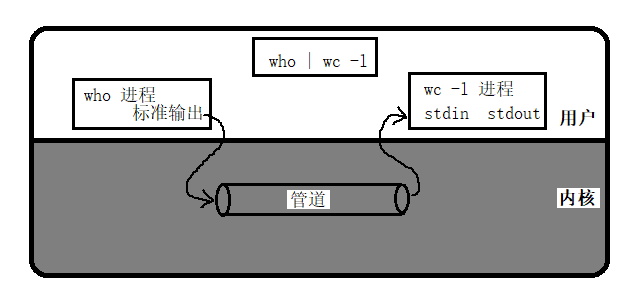 who | wc -l
who 进程
标准输出
wc -l 进程
stdin stdout
用户
管道
内核